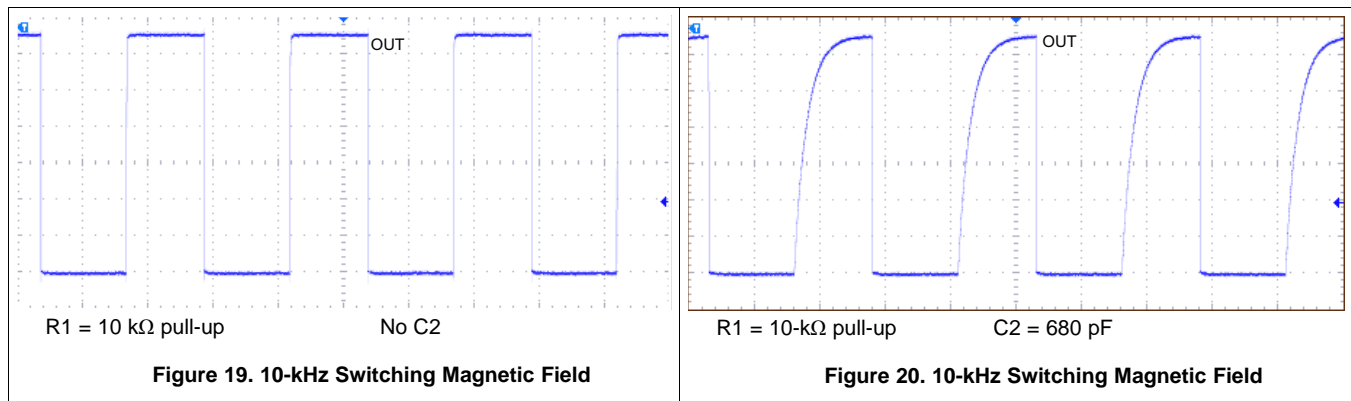 OUT
R1 = 10 kΩ pull-up No C2
Figure 19. 10-kHz Switching Magnetic Field
OUT
R1 = 10-kΩ pull-up C2 = 680 pF
Figure 20. 10-kHz Switching Magnetic Field